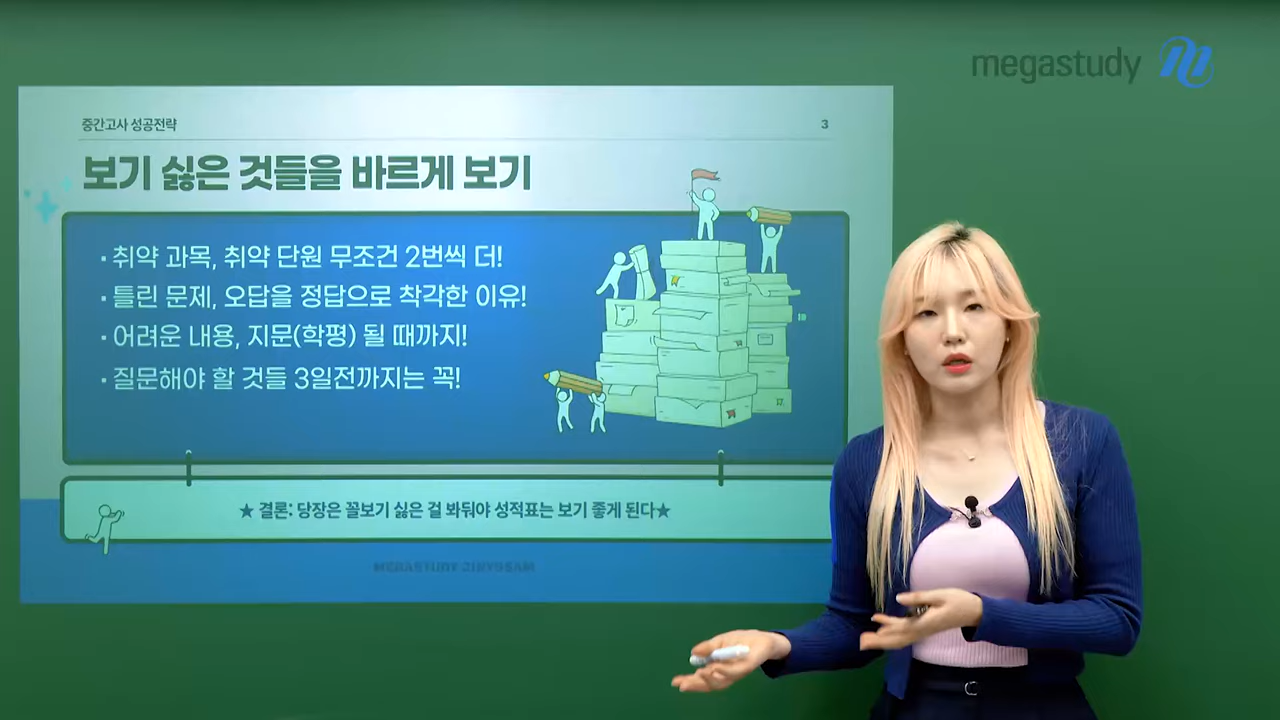 megastudy
중간고사 성공전략
3
보기 싫은 것들을 바르게 보기
· 취약 과목, 취약 단원 무조건 2번씩 더!
· 틀린 문제, 오답을 정답으로 착각한 이유!
· 어려운 내용, 지문(학평) 될 때까지!
· 질문해야 할 것들 3일전까지는 꼭!
★ 결론: 당장은 꼴보기 싫은 걸 봐둬야 성적표는 보기 좋게 된다★
MEGASTUDY